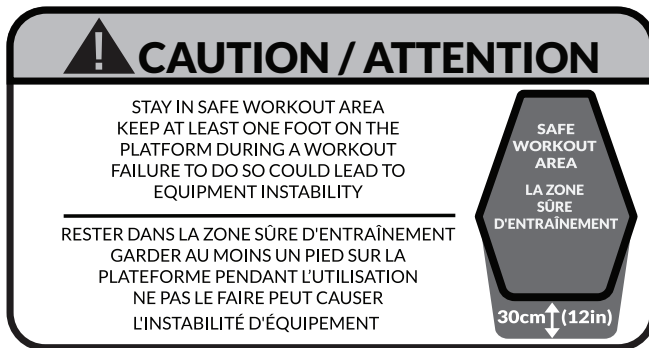 CAUTION / ATTENTION
STAY IN SAFE WORKOUT AREA
KEEP AT LEAST ONE FOOT ON THE
PLATFORM DURING A WORKOUT
FAILURE TO DO SO COULD LEAD TO
EQUIPMENT INSTABILITY
RESTER DANS LA ZONE SÛRE D'ENTRAÎNEMENT
GARDER AU MOINS UN PIED SUR LA
PLATEFORME PENDANT L'UTILISATION
NE PAS LE FAIRE PEUT CAUSER
L'INSTABILITÉ D'ÉQUIPEMENT
SAFE
WORKOUT
AREA
LA ZONE
SÛRE
D'ENTRAÎNEMENT
30cm (12in)